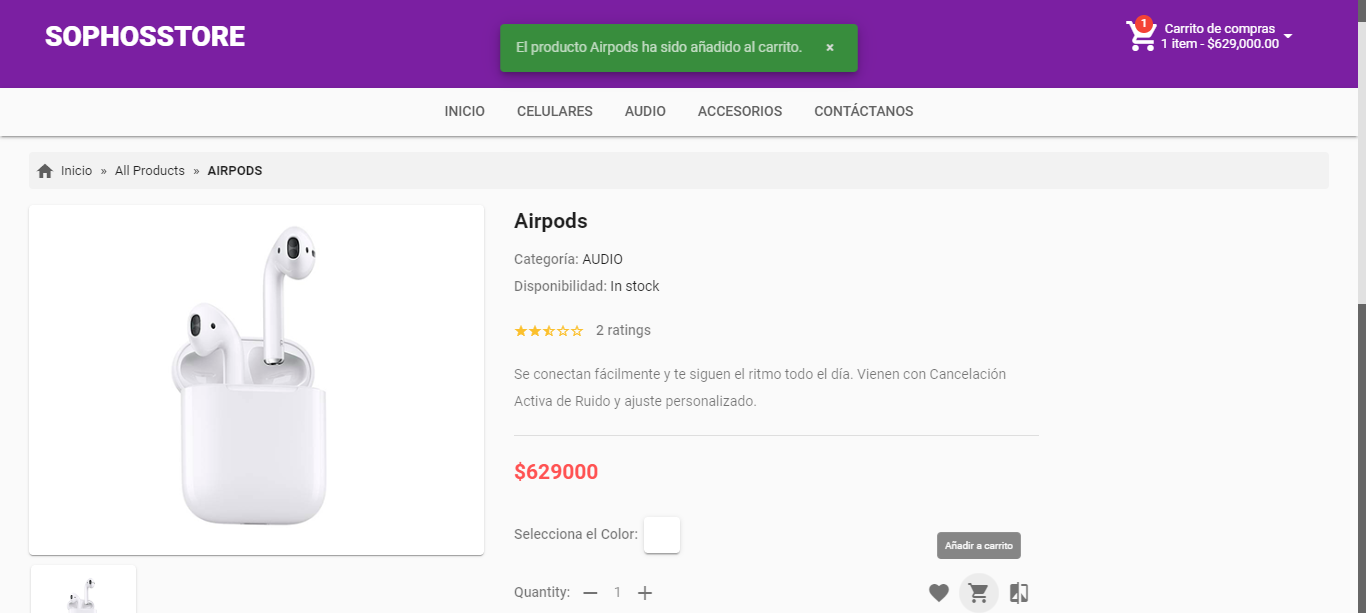 SOPHOSSTORE
El producto Airpods ha sido añadido al carrito. ×
1
Carrito de compras
1 item - $629,000.00
INICIO CELULARES AUDIO ACCESORIOS CONTÁCTANOS
Inicio » All Products » AIRPODS
Airpods
Categoría: AUDIO
Disponibilidad: In stock
2 ratings
Se conectan fácilmente y te siguen el ritmo todo el día. Vienen con Cancelación
Activa de Ruido y ajuste personalizado.
$629000
Selecciona el Color:
Añadir a carrito
Quantity: — 1 +